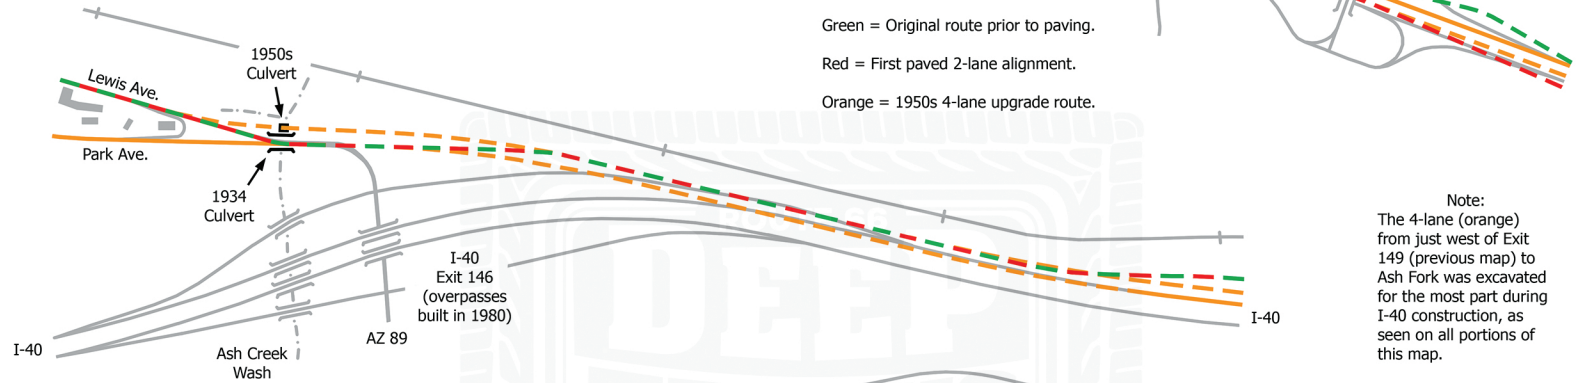 Green = Original route prior to paving.
Red = First paved 2-lane alignment.
Orange = 1950s 4-lane upgrade route.
1950s
Culvert
Lewis Ave.
Park Ave.
1934
Culvert
I-40
Exit 146
(overpasses
built in 1980)
AZ 89
Ash Creek
Wash
I-40
I-40
DEEP
Note:
The 4-lane (orange)
from just west of Exit
149 (previous map) to
Ash Fork was excavated
for the most part during
I-40 construction, as
seen on all portions of
this map.